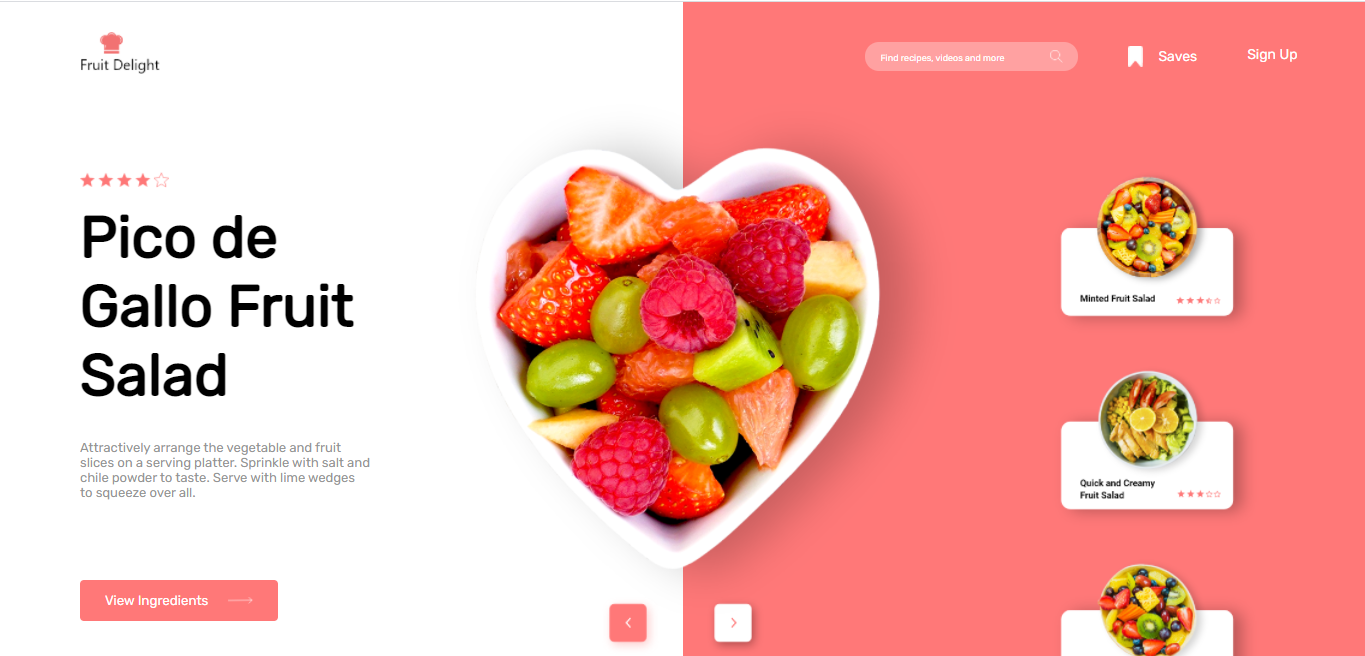 Fruit Delight
Find recipes, videos and more
Saves
Sign Up
Pico de
Gallo Fruit
Salad
Attractively arrange the vegetable and fruit
slices on a serving platter. Sprinkle with salt and
chile powder to taste. Serve with lime wedges
to squeeze over all.
View Ingredients
Minted Fruit Salad
Quick and Creamy
Fruit Salad